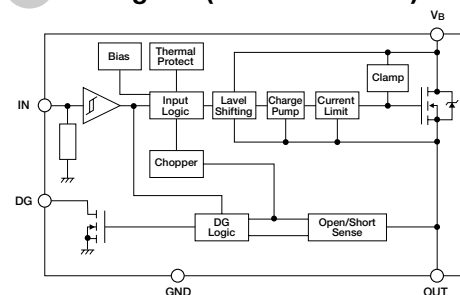 VB
Bias
Thermal
Protect
Clamp
IN
Input
Logic
Lavel
Shifting
Charge
Pump
Current
Limit
Chopper
DG
DG
Logic
Open/Short
Sense
GND
OUT